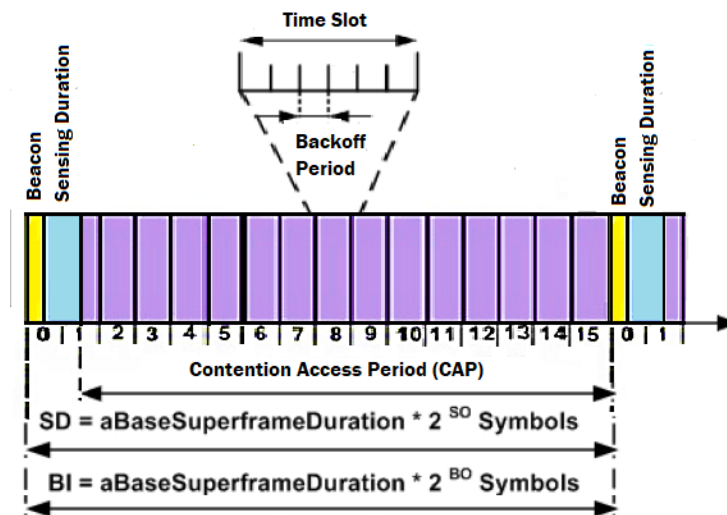 Time Slot
Backoff
Period
Beacon
Sensing Duration
Beacon
Sensing Duration
0 1 2 3 4 5 6 7 8 9 10 11 12 13 14 15 0 1
Contention Access Period (CAP)
SD = aBaseSuperframeDuration * 2 SO Symbols
BI = aBaseSuperframeDuration * 2 BO Symbols